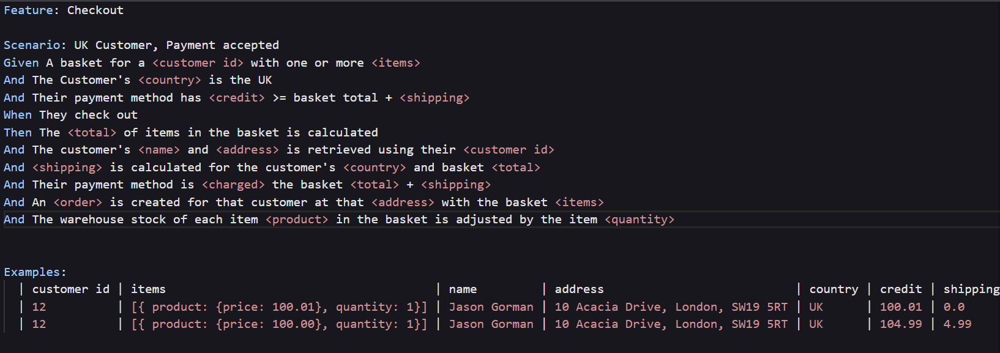 Feature: Checkout
Scenario: UK Customer, Payment accepted
Given A basket for a <customer id> with one or more <items>
And The Customer's <country> is the UK
And Their payment method has <credit> >= basket total + <shipping>
When They check out
Then The <total> of items in the basket is calculated
And The customer's <name> and <address> is retrieved using their <customer id>
And <shipping> is calculated for the customer's <country> and basket <total>
And Their payment method is <charged> the basket <total> + <shipping>
And An <order> is created for that customer at that <address> with the basket <items>
And The warehouse stock of each item <product> in the basket is adjusted by the item <quantity>
Examples:
| customer id | items | name | address | country | credit | shipping
| 12 | [{ product: {price: 100.01}, quantity: 1}] | Jason Gorman | 10 Acacia Drive, London, SW19 5RT | UK | 100.01 | 0.0
| 12 | [{ product: {price: 100.00}, quantity: 1}] | Jason Gorman | 10 Acacia Drive, London, SW19 5RT | UK | 104.99 | 4.99